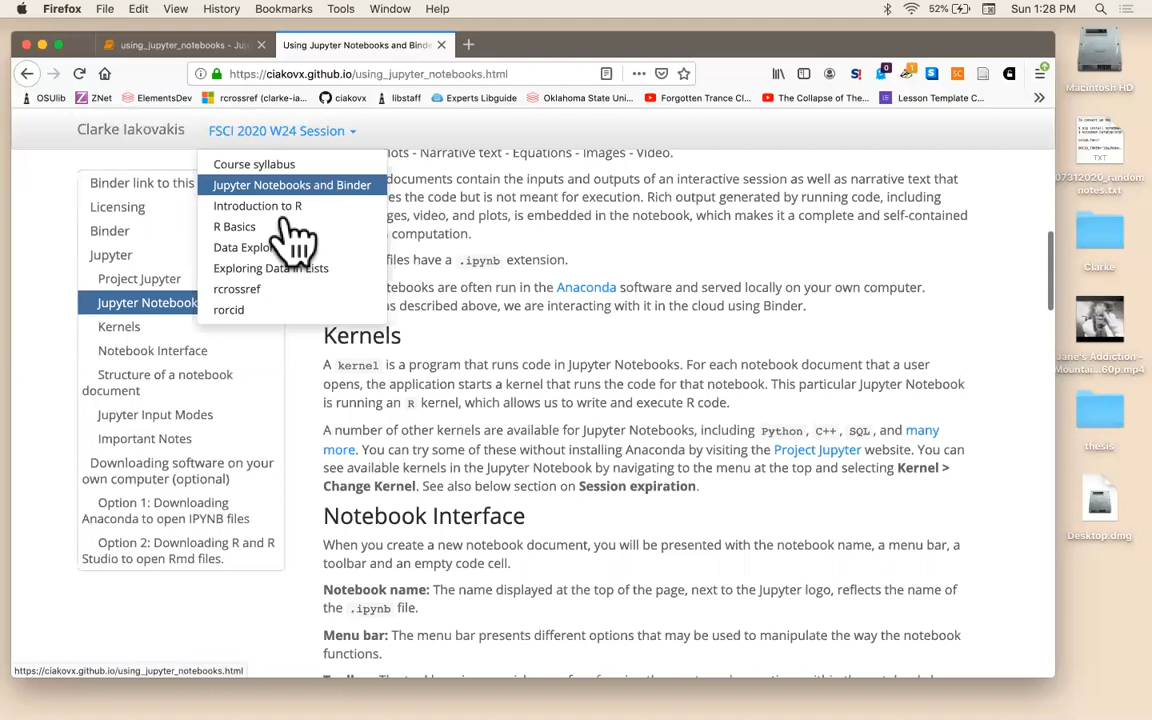 Firefox File Edit View History Bookmarks Tools Window Help 52% Sun 1:28 PM
using_jupyter_notebooks - Ju
Using Jupyter Notebooks and Binde
https://ciakovx.github.io/using_jupyter_notebooks.html
OSUlib ZNet ElementsDev rcrossref (clarke-ia... ciakovx libstaff Experts Libguide Oklahoma State Uni... Forgotten Trance Cl... The Collapse of The... Lesson Template C...
Clarke Iakovakis FSCI 2020 W24 Session
Course syllabus
Jupyter Notebooks and Binder
Introduction to R
R Basics
Data Explo
Exploring Data in Lists
rcrossref
rorcid
Binder link to this
Licensing
Binder
Jupyter
Project Jupyter
Jupyter Notebook
Kernels
Notebook Interface
Structure of a notebook
document
Jupyter Input Modes
Important Notes
Downloading software on your
own computer (optional)
Option 1: Downloading
Anaconda to open IPYNB files
Option 2: Downloading R and R
Studio to open Rmd files.
lots - Narrative text - Equations - Images - Video.
documents contain the inputs and outputs of an interactive session as well as narrative text that
es the code but is not meant for execution. Rich output generated by running code, including
ges, video, and plots, is embedded in the notebook, which makes it a complete and self-contained
computation.
files have a .ipynb extension.
tebooks are often run in the Anaconda software and served locally on your own computer.
as described above, we are interacting with it in the cloud using Binder.
Kernels
A kernel is a program that runs code in Jupyter Notebooks. For each notebook document that a user
opens, the application starts a kernel that runs the code for that notebook. This particular Jupyter Notebook
is running an R kernel, which allows us to write and execute R code.
A number of other kernels are available for Jupyter Notebooks, including Python, C++, SQL, and many
more. You can try some of these without installing Anaconda by visiting the Project Jupyter website. You can
see available kernels in the Jupyter Notebook by navigating to the menu at the top and selecting Kernel >
Change Kernel. See also below section on Session expiration.
Notebook Interface
When you create a new notebook document, you will be presented with the notebook name, a menu bar, a
toolbar and an empty code cell.
Notebook name: The name displayed at the top of the page, next to the Jupyter logo, reflects the name of
the .ipynb file.
Menu bar: The menu bar presents different options that may be used to manipulate the way the notebook
functions.
https://ciakovx.github.io/using_jupyter_notebooks.html
Macintosh HD
TXT
07312020_random
notes.txt
Clarke
Jane's Addiction -
Mountai...60p.mp4
thesis
Desktop.dmg